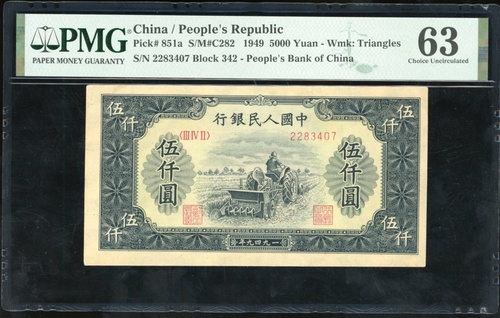 PMG
PAPER MONEY GUARANTY
China / People's Republic
Pick# 851a S/M#C282 1949 5000 Yuan - Wmk: Triangles
S/N 2283407 Block 342 - People's Bank of China
63
Choice Uncirculated
伍仟
伍仟
行銀民人國中
(III IV II)
2283407
伍仟圓
伍仟圓
年九四九一
伍仟
伍仟